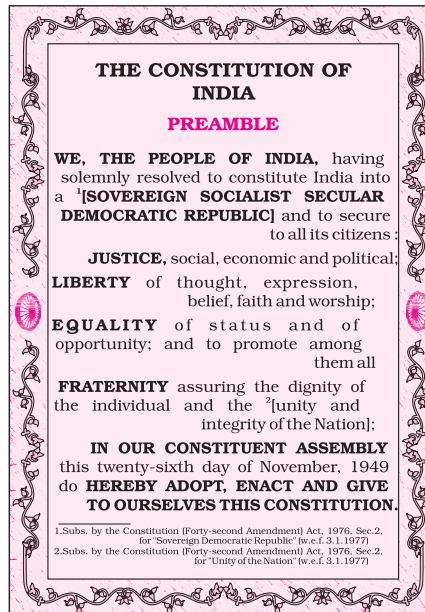 THE CONSTITUTION OF
INDIA
PREAMBLE
WE, THE PEOPLE OF INDIA, having
solemnly resolved to constitute India into
a ¹[SOVEREIGN SOCIALIST SECULAR
DEMOCRATIC REPUBLIC] and to secure
to all its citizens :
JUSTICE, social, economic and political;
LIBERTY of thought, expression,
belief, faith and worship;
EQUALITY of status and of
opportunity; and to promote among
them all
FRATERNITY assuring the dignity of
the individual and the ²[unity and
integrity of the Nation];
IN OUR CONSTITUENT ASSEMBLY
this twenty-sixth day of November, 1949
do HEREBY ADOPT, ENACT AND GIVE
TO OURSELVES THIS CONSTITUTION.
1.Subs. by the Constitution (Forty-second Amendment) Act, 1976, Sec.2,
for "Sovereign Democratic Republic" (w.e.f. 3.1.1977)
2.Subs. by the Constitution (Forty-second Amendment) Act, 1976, Sec.2,
for "Unity of the Nation" (w.e.f. 3.1.1977)